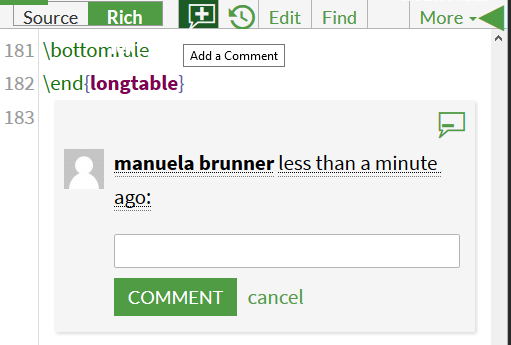 Source Rich Edit Find More
181 \bottomrule
Add a Comment
182 \end{longtable}
183
manuela brunner less than a minute
ago:
COMMENT cancel